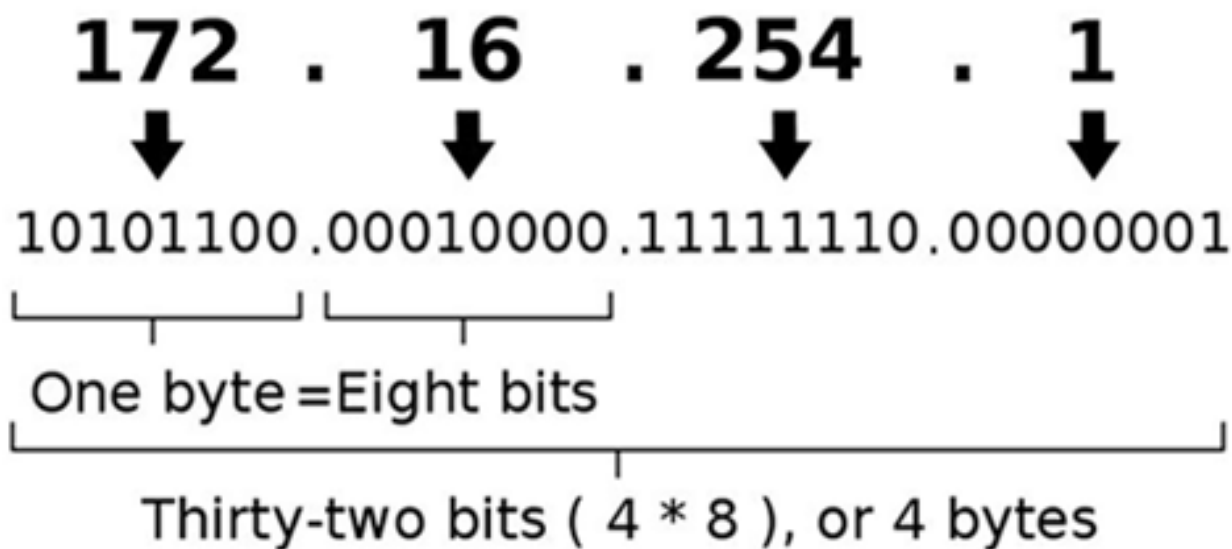 172 . 16 . 254 . 1
10101100.00010000.11111110.00000001
One byte=Eight bits
Thirty-two bits ( 4 * 8 ), or 4 bytes